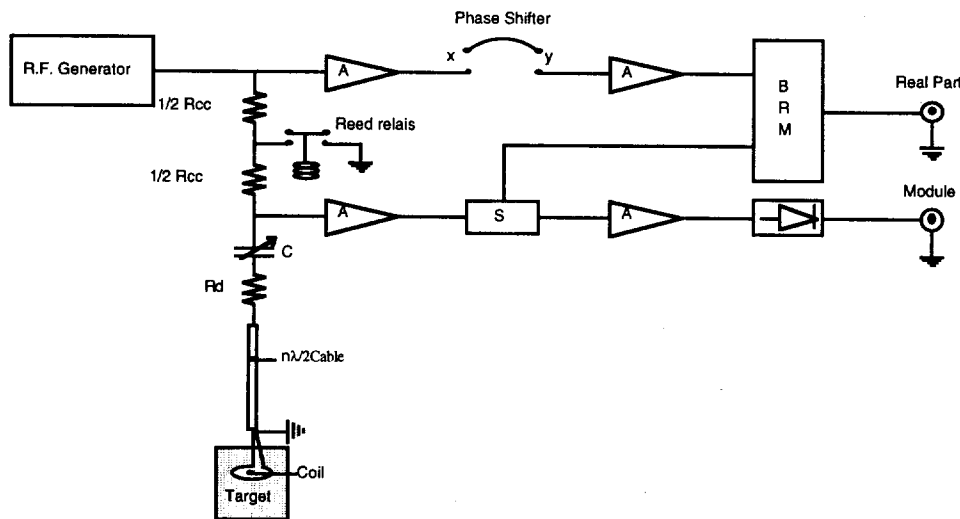 Phase Shifter
R.F. Generator
A
x
y
A
B
R
M
Real Part
1/2 Rcc
Reed relais
1/2 Rcc
A
S
A
Module
C
Rd
nλ/2Cable
Coil
Target